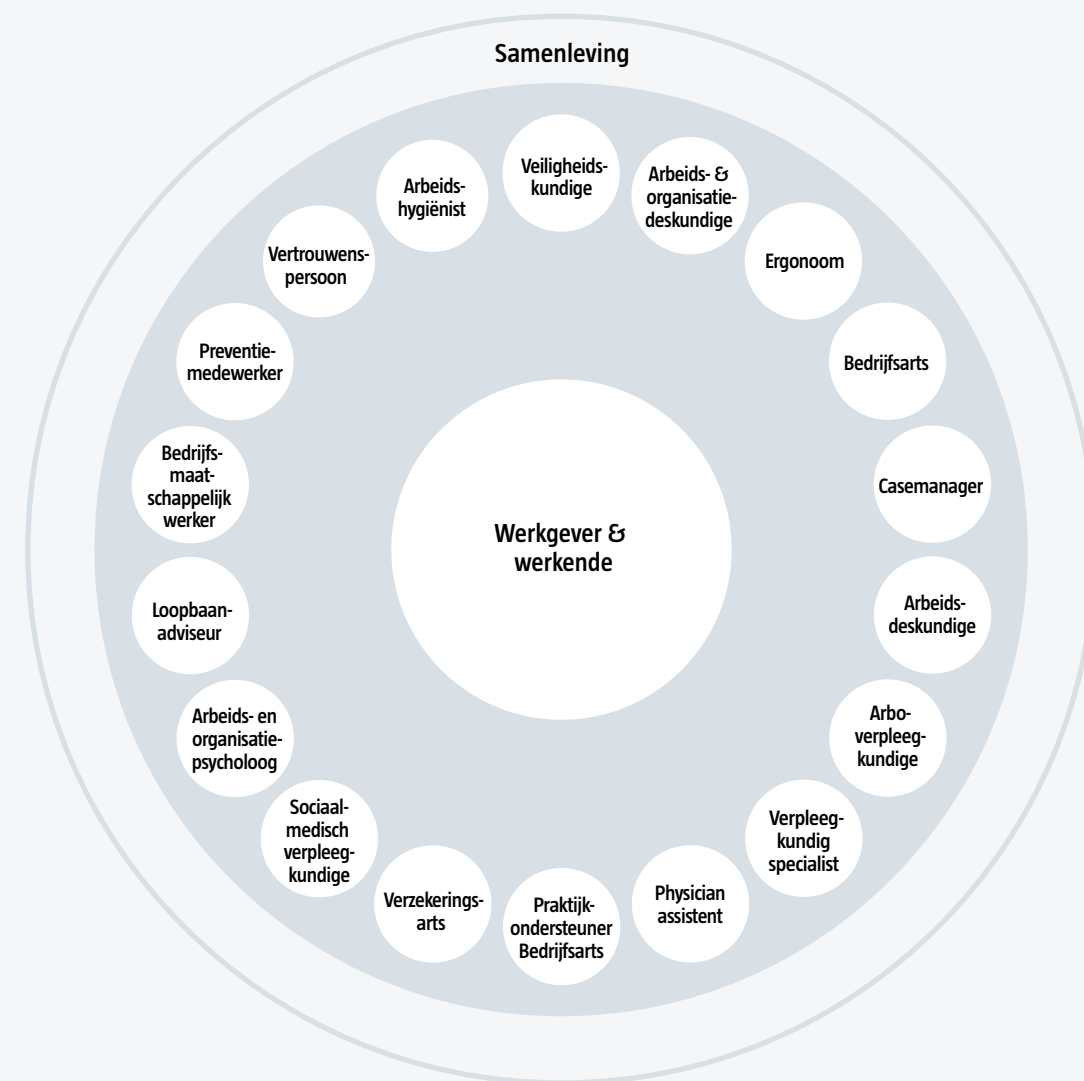 Samenleving
Veiligheids-
kundige
Arbeids- &
organisatie-
deskundige
Ergonoom
Bedrijfsarts
Casemanager
Arbeids-
deskundige
Arbo-
verpleeg-
kundige
Verpleeg-
kundig
specialist
Physician
assistent
Praktijk-
ondersteuner
Bedrijfsarts
Verzekerings-
arts
Sociaal-
medisch
verpleeg-
kundige
Arbeids- en
organisatie-
psycholoog
Loopbaan-
adviseur
Bedrijfs-
maat-
schappelijk
werker
Preventie-
medewerker
Vertrouwens-
persoon
Arbeids-
hygiënist
Werkgever &
werkende